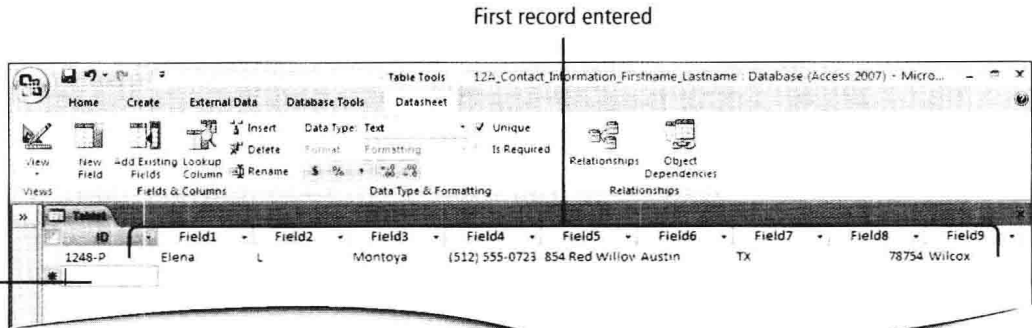 First record entered
Table Tools 12A_Contact_Information_Firstname_Lastname : Database (Access 2007) - Micro...
Home Create External Data Database Tools Datasheet
Insert Data Type: Text Unique
Delete Format Formatting Is Required
View New Field Add Existing Fields Lookup Column Rename $ % Relationships Object Dependencies
Views Fields & Columns Data Type & Formatting Relationships
» Table1
ID Field1 Field2 Field3 Field4 Field5 Field6 Field7 Field8 Field9
1248-P Elena L Montoya (512) 555-0723 854 Red Willov Austin TX 78754 Wilcox